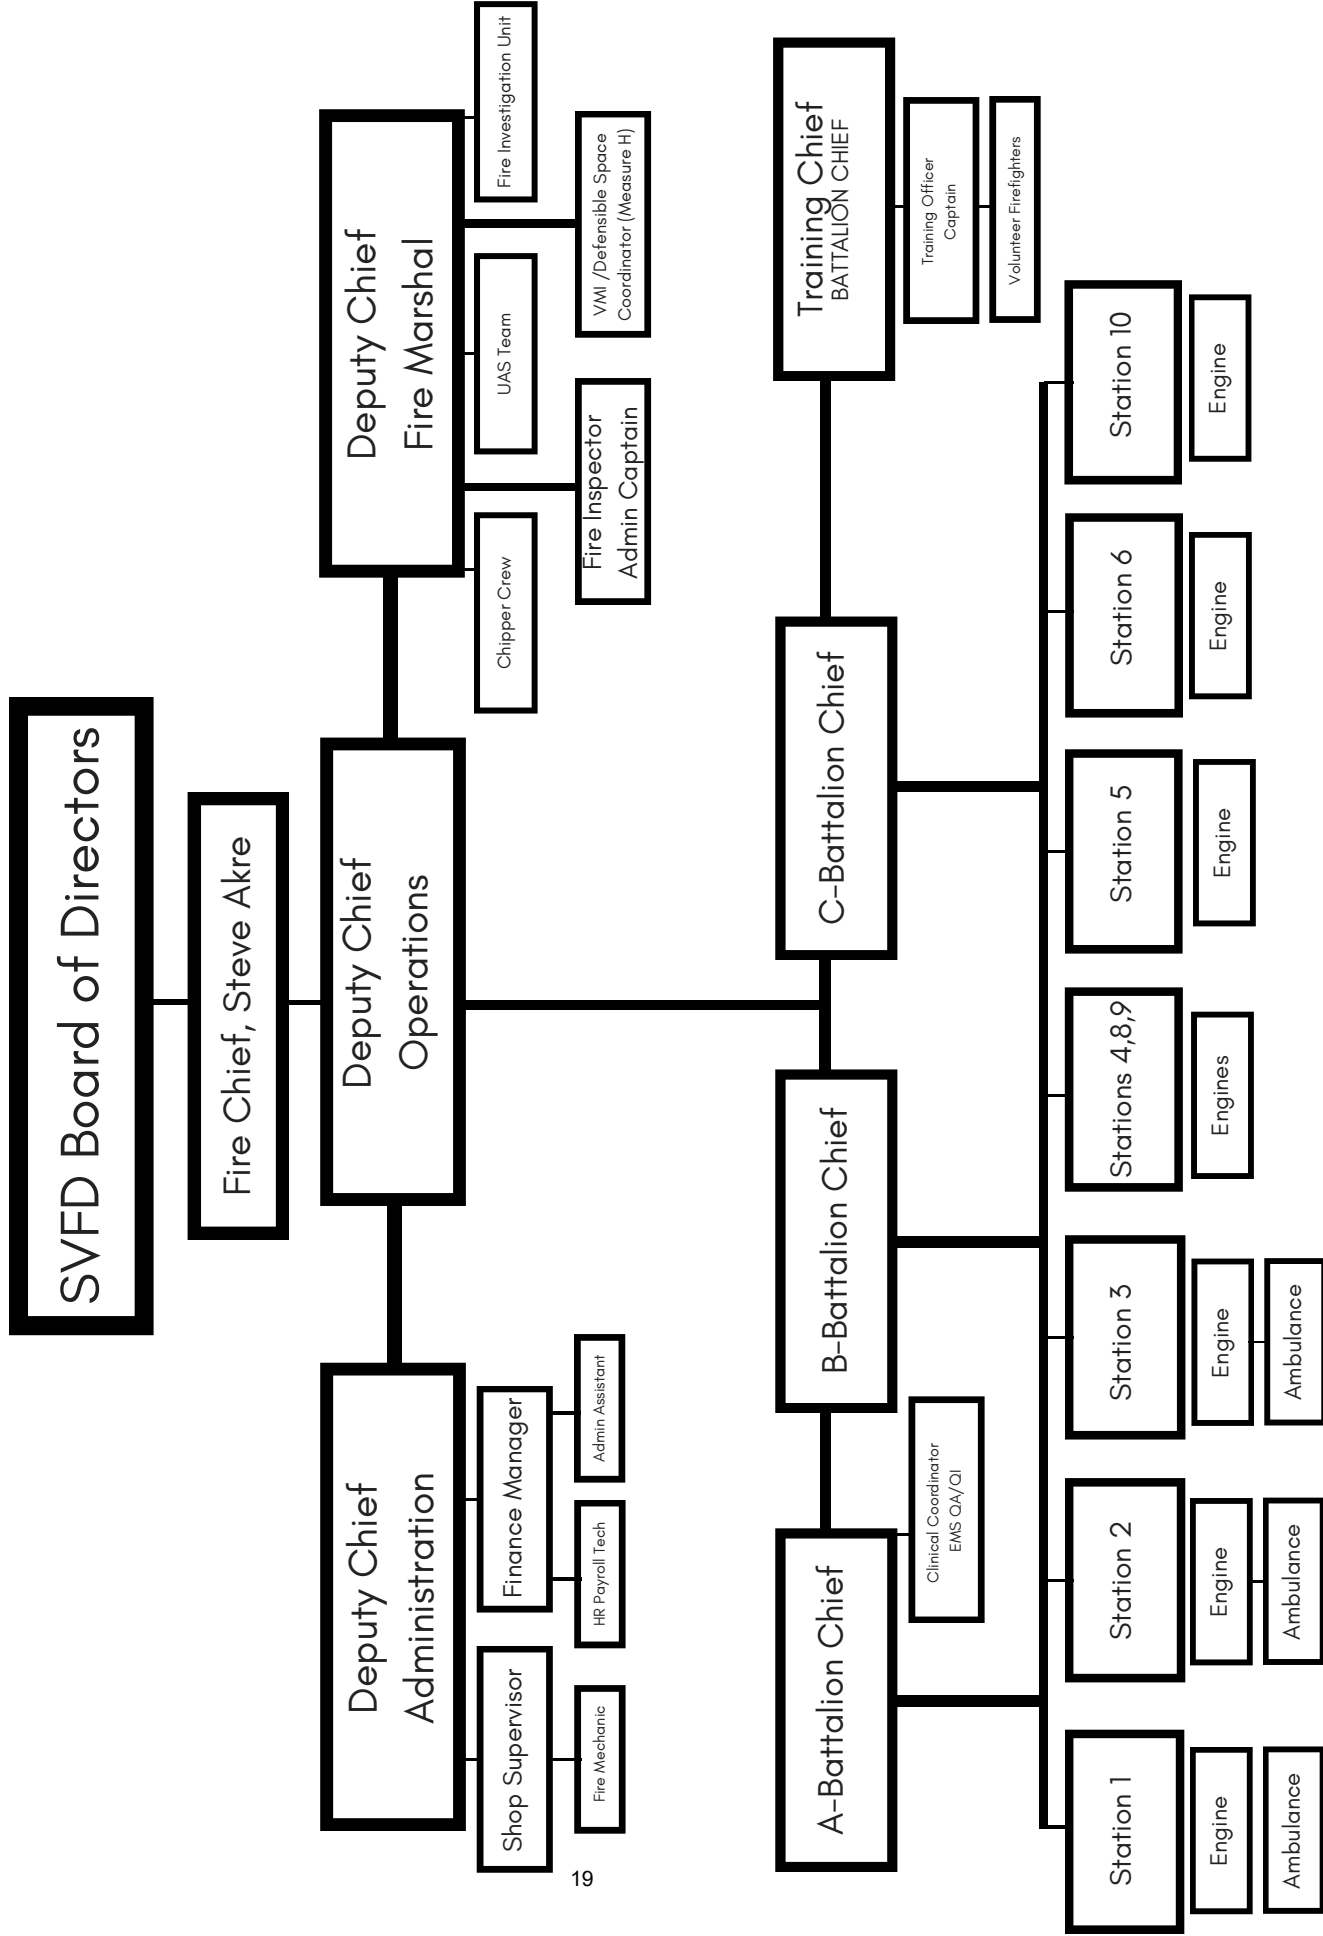 SVFD Board of Directors
Fire Chief, Steve Akre
Deputy Chief
Administration
Deputy Chief
Operations
Deputy Chief
Fire Marshal
Shop Supervisor
Finance Manager
Fire Mechanic
HR Payroll Tech
Admin Assistant
Chipper Crew
UAS Team
Fire Investigation Unit
Fire Inspector
Admin Captain
VMI /Defensible Space
Coordinator (Measure H)
A-Battalion Chief
B-Battalion Chief
C-Battalion Chief
Training Chief
BATTALION CHIEF
Clinical Coordinator
EMS QA/QI
Training Officer
Captain
Volunteer Firefighters
Station 1
Station 2
Station 3
Stations 4,8,9
Station 5
Station 6
Station 10
Engine
Engine
Engine
Engines
Engine
Engine
Engine
Ambulance
Ambulance
Ambulance
19